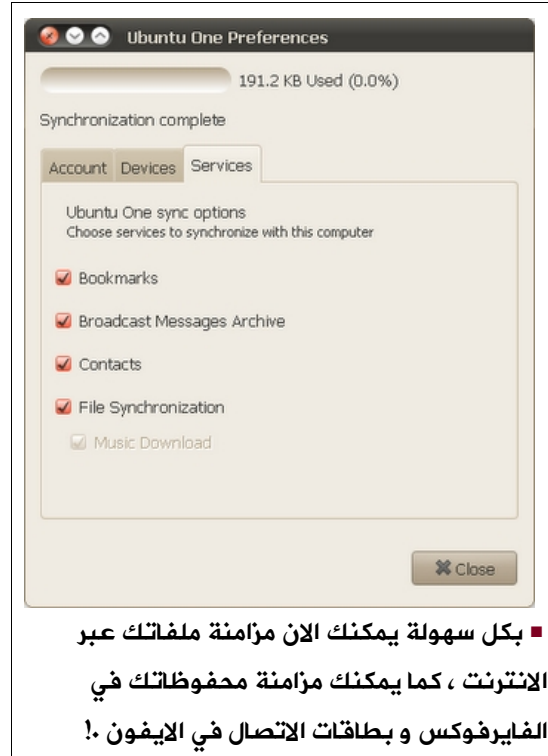 Ubuntu One Preferences
191.2 KB Used (0.0%)
Synchronization complete
Account Devices Services
Ubuntu One sync options
Choose services to synchronize with this computer
Bookmarks
Broadcast Messages Archive
Contacts
File Synchronization
Music Download
Close
بكل سهولة يمكنك الان مزامنة ملفاتك عبر
الانترنت ، كما يمكنك مزامنة محفوظاتك في
الفايرفوكس و بطاقات الاتصال في الايفون .!